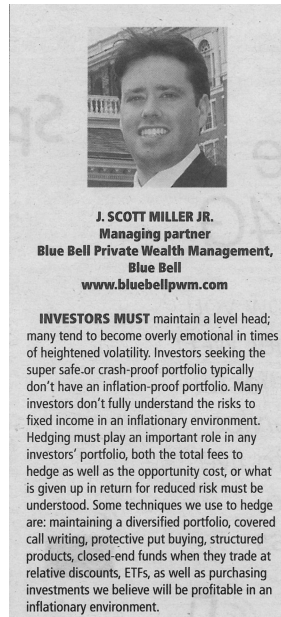 J. SCOTT MILLER JR.
Managing partner
Blue Bell Private Wealth Management,
Blue Bell
www.bluebellpwm.com
INVESTORS MUST maintain a level head;
many tend to become overly emotional in times
of heightened volatility. Investors seeking the
super safe.or crash-proof portfolio typically
don't have an inflation-proof portfolio. Many
investors don't fully understand the risks to
fixed income in an inflationary environment.
Hedging must play an important role in any
investors' portfolio, both the total fees to
hedge as well as the opportunity cost, or what
is given up in return for reduced risk must be
understood. Some techniques we use to hedge
are: maintaining a diversified portfolio, covered
call writing, protective put buying, structured
products, closed-end funds when they trade at
relative discounts, ETFs, as well as purchasing
investments we believe will be profitable in an
inflationary environment.